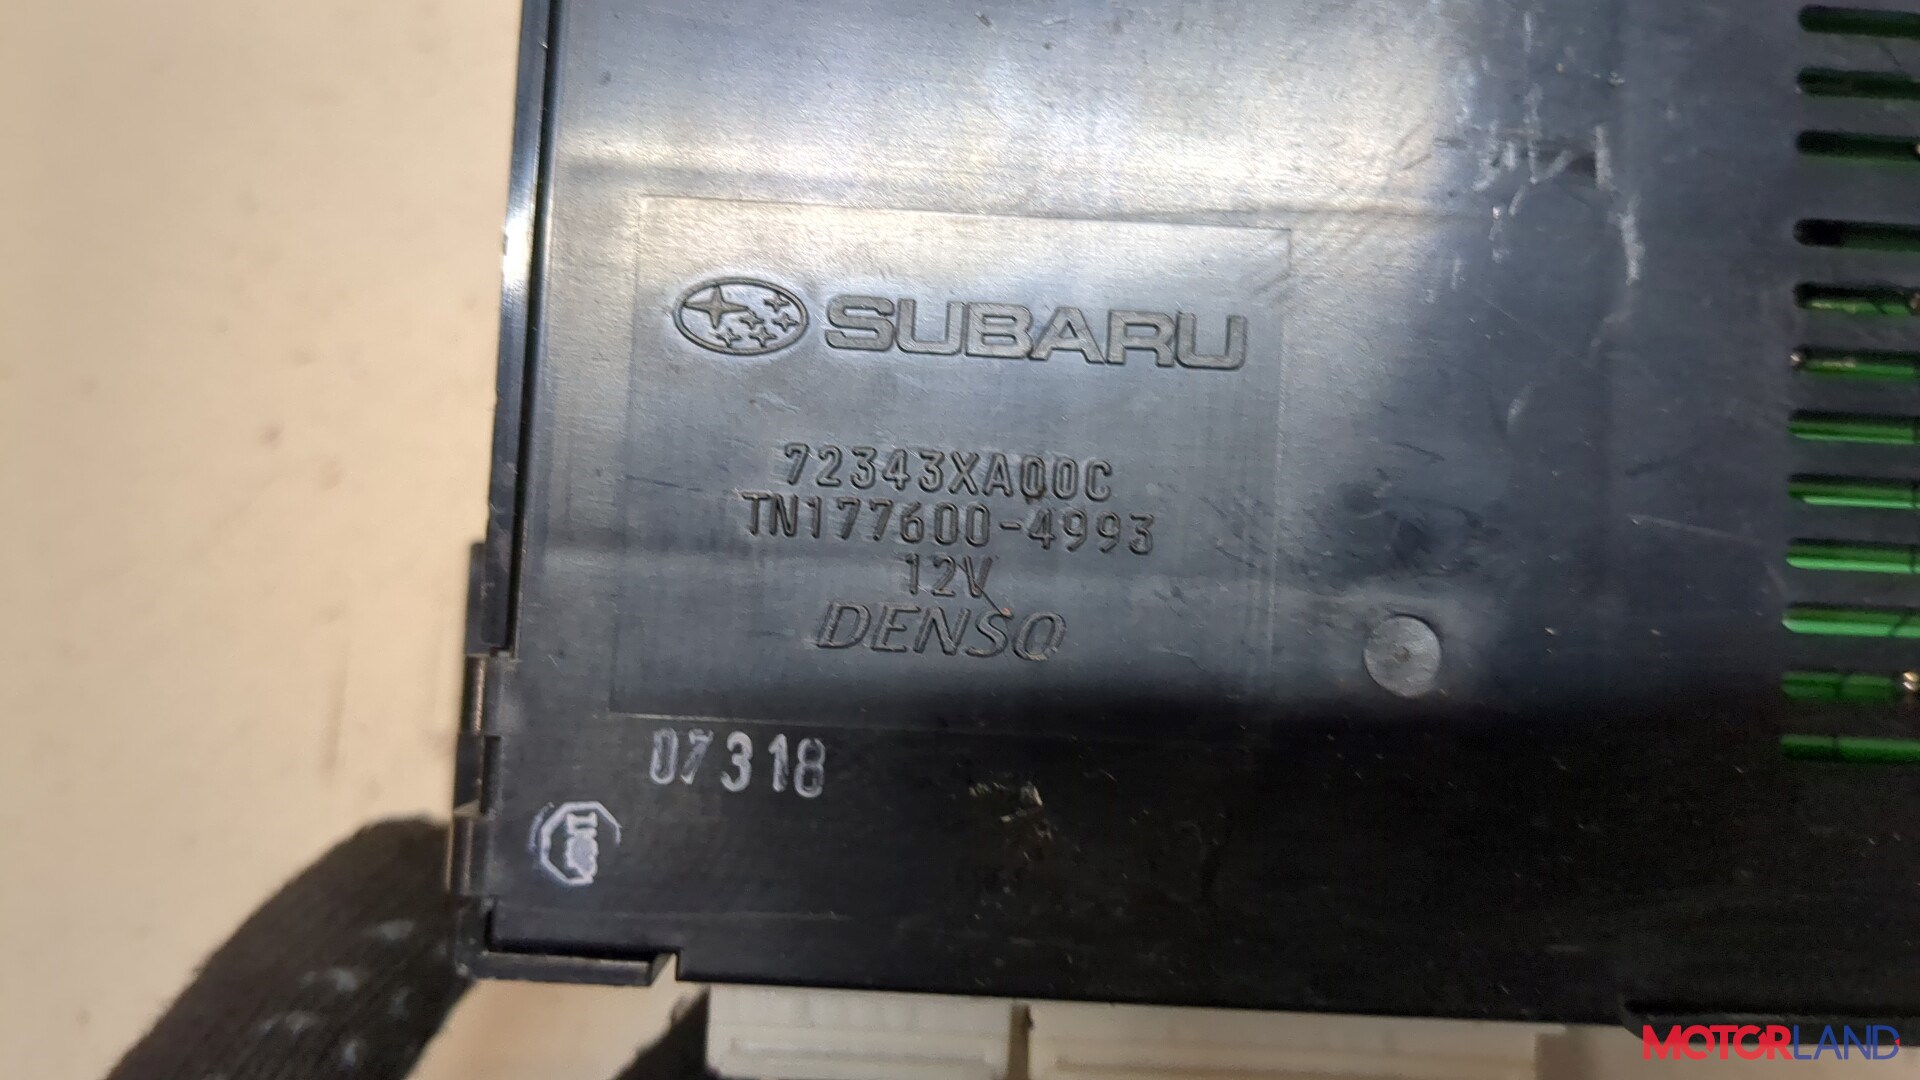 SUBARU
72343XA00C
TN177600-4993
12V
DENSO
07318
MOTORLAND